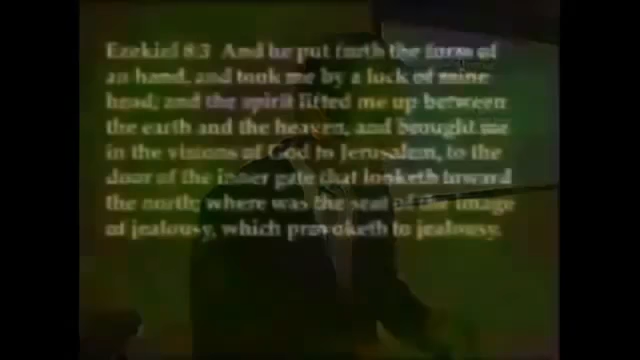 Ezekiel 8:3 And he put forth the form of
an hand, and took me by a lock of mine
head; and the spirit lifted me up between
the earth and the heaven, and brought me
in the visions of God to Jerusalem, to the
door of the inner gate that looketh toward
the north; where was the seat of the image
of jealousy, which provoketh to jealousy.